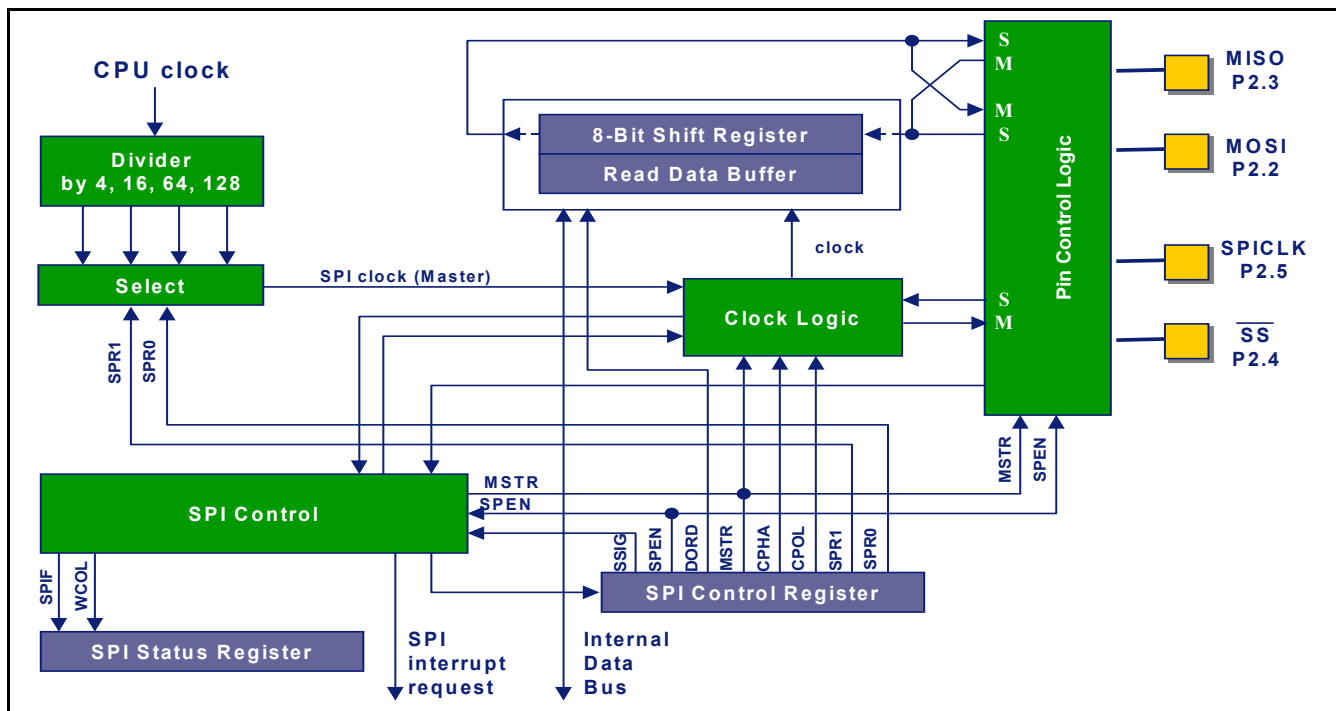 CPU clock
Divider
by 4, 16, 64, 128
Select
SPI clock (Master)
SPR1
SPR0
8-Bit Shift Register
Read Data Buffer
clock
Clock Logic
S
M
M
S
S
M
Pin Control Logic
MISO
P2.3
MOSI
P2.2
SPICLK
P2.5
SS
P2.4
MSTR
SPEN
SPI Control
MSTR
SPEN
SSIG
SPEN
DORD
MSTR
CPHA
CPOL
SPR1
SPR0
SPI Control Register
SPIF
WCOL
SPI Status Register
SPI
interrupt
request
Internal
Data
Bus